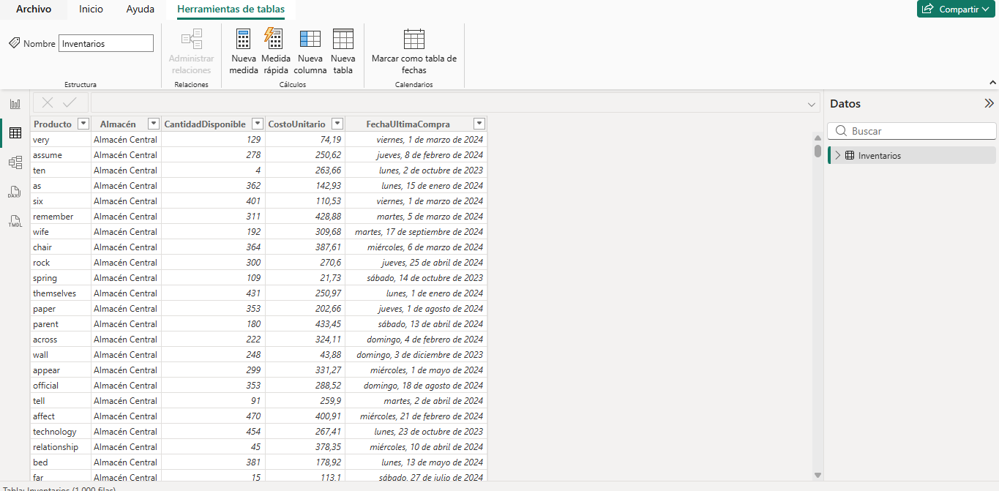 Archivo Inicio Ayuda Herramientas de tablas Compartir
Nombre Inventarios
Administrar relaciones
Nueva medida
Medida rápida
Nueva columna
Nueva tabla
Marcar como tabla de fechas
Estructura Relaciones Cálculos Calendarios
Datos
Buscar
Inventarios
DAX
TMDL
Producto Almacén CantidadDisponible CostoUnitario FechaUltimaCompra
very Almacén Central 129 74,19 viernes, 1 de marzo de 2024
assume Almacén Central 278 250,62 jueves, 8 de febrero de 2024
ten Almacén Central 4 263,66 lunes, 2 de octubre de 2023
as Almacén Central 362 142,93 lunes, 15 de enero de 2024
six Almacén Central 401 110,53 viernes, 1 de marzo de 2024
remember Almacén Central 311 428,88 martes, 5 de marzo de 2024
wife Almacén Central 192 309,68 martes, 17 de septiembre de 2024
chair Almacén Central 364 387,61 miércoles, 6 de marzo de 2024
rock Almacén Central 300 270,6 jueves, 25 de abril de 2024
spring Almacén Central 109 21,73 sábado, 14 de octubre de 2023
themselves Almacén Central 431 250,97 lunes, 1 de enero de 2024
paper Almacén Central 353 202,66 jueves, 1 de agosto de 2024
parent Almacén Central 180 433,45 sábado, 13 de abril de 2024
across Almacén Central 222 324,11 domingo, 4 de febrero de 2024
wall Almacén Central 248 43,88 domingo, 3 de diciembre de 2023
appear Almacén Central 299 331,27 miércoles, 1 de mayo de 2024
official Almacén Central 353 288,52 domingo, 18 de agosto de 2024
tell Almacén Central 91 259,9 martes, 2 de abril de 2024
affect Almacén Central 470 400,91 miércoles, 21 de febrero de 2024
technology Almacén Central 454 267,41 lunes, 23 de octubre de 2023
relationship Almacén Central 45 378,35 miércoles, 10 de abril de 2024
bed Almacén Central 381 178,92 lunes, 13 de mayo de 2024
far Almacén Central 15 113,1 sábado, 27 de julio de 2024
Tabla: Inventarios (1.000 filas)